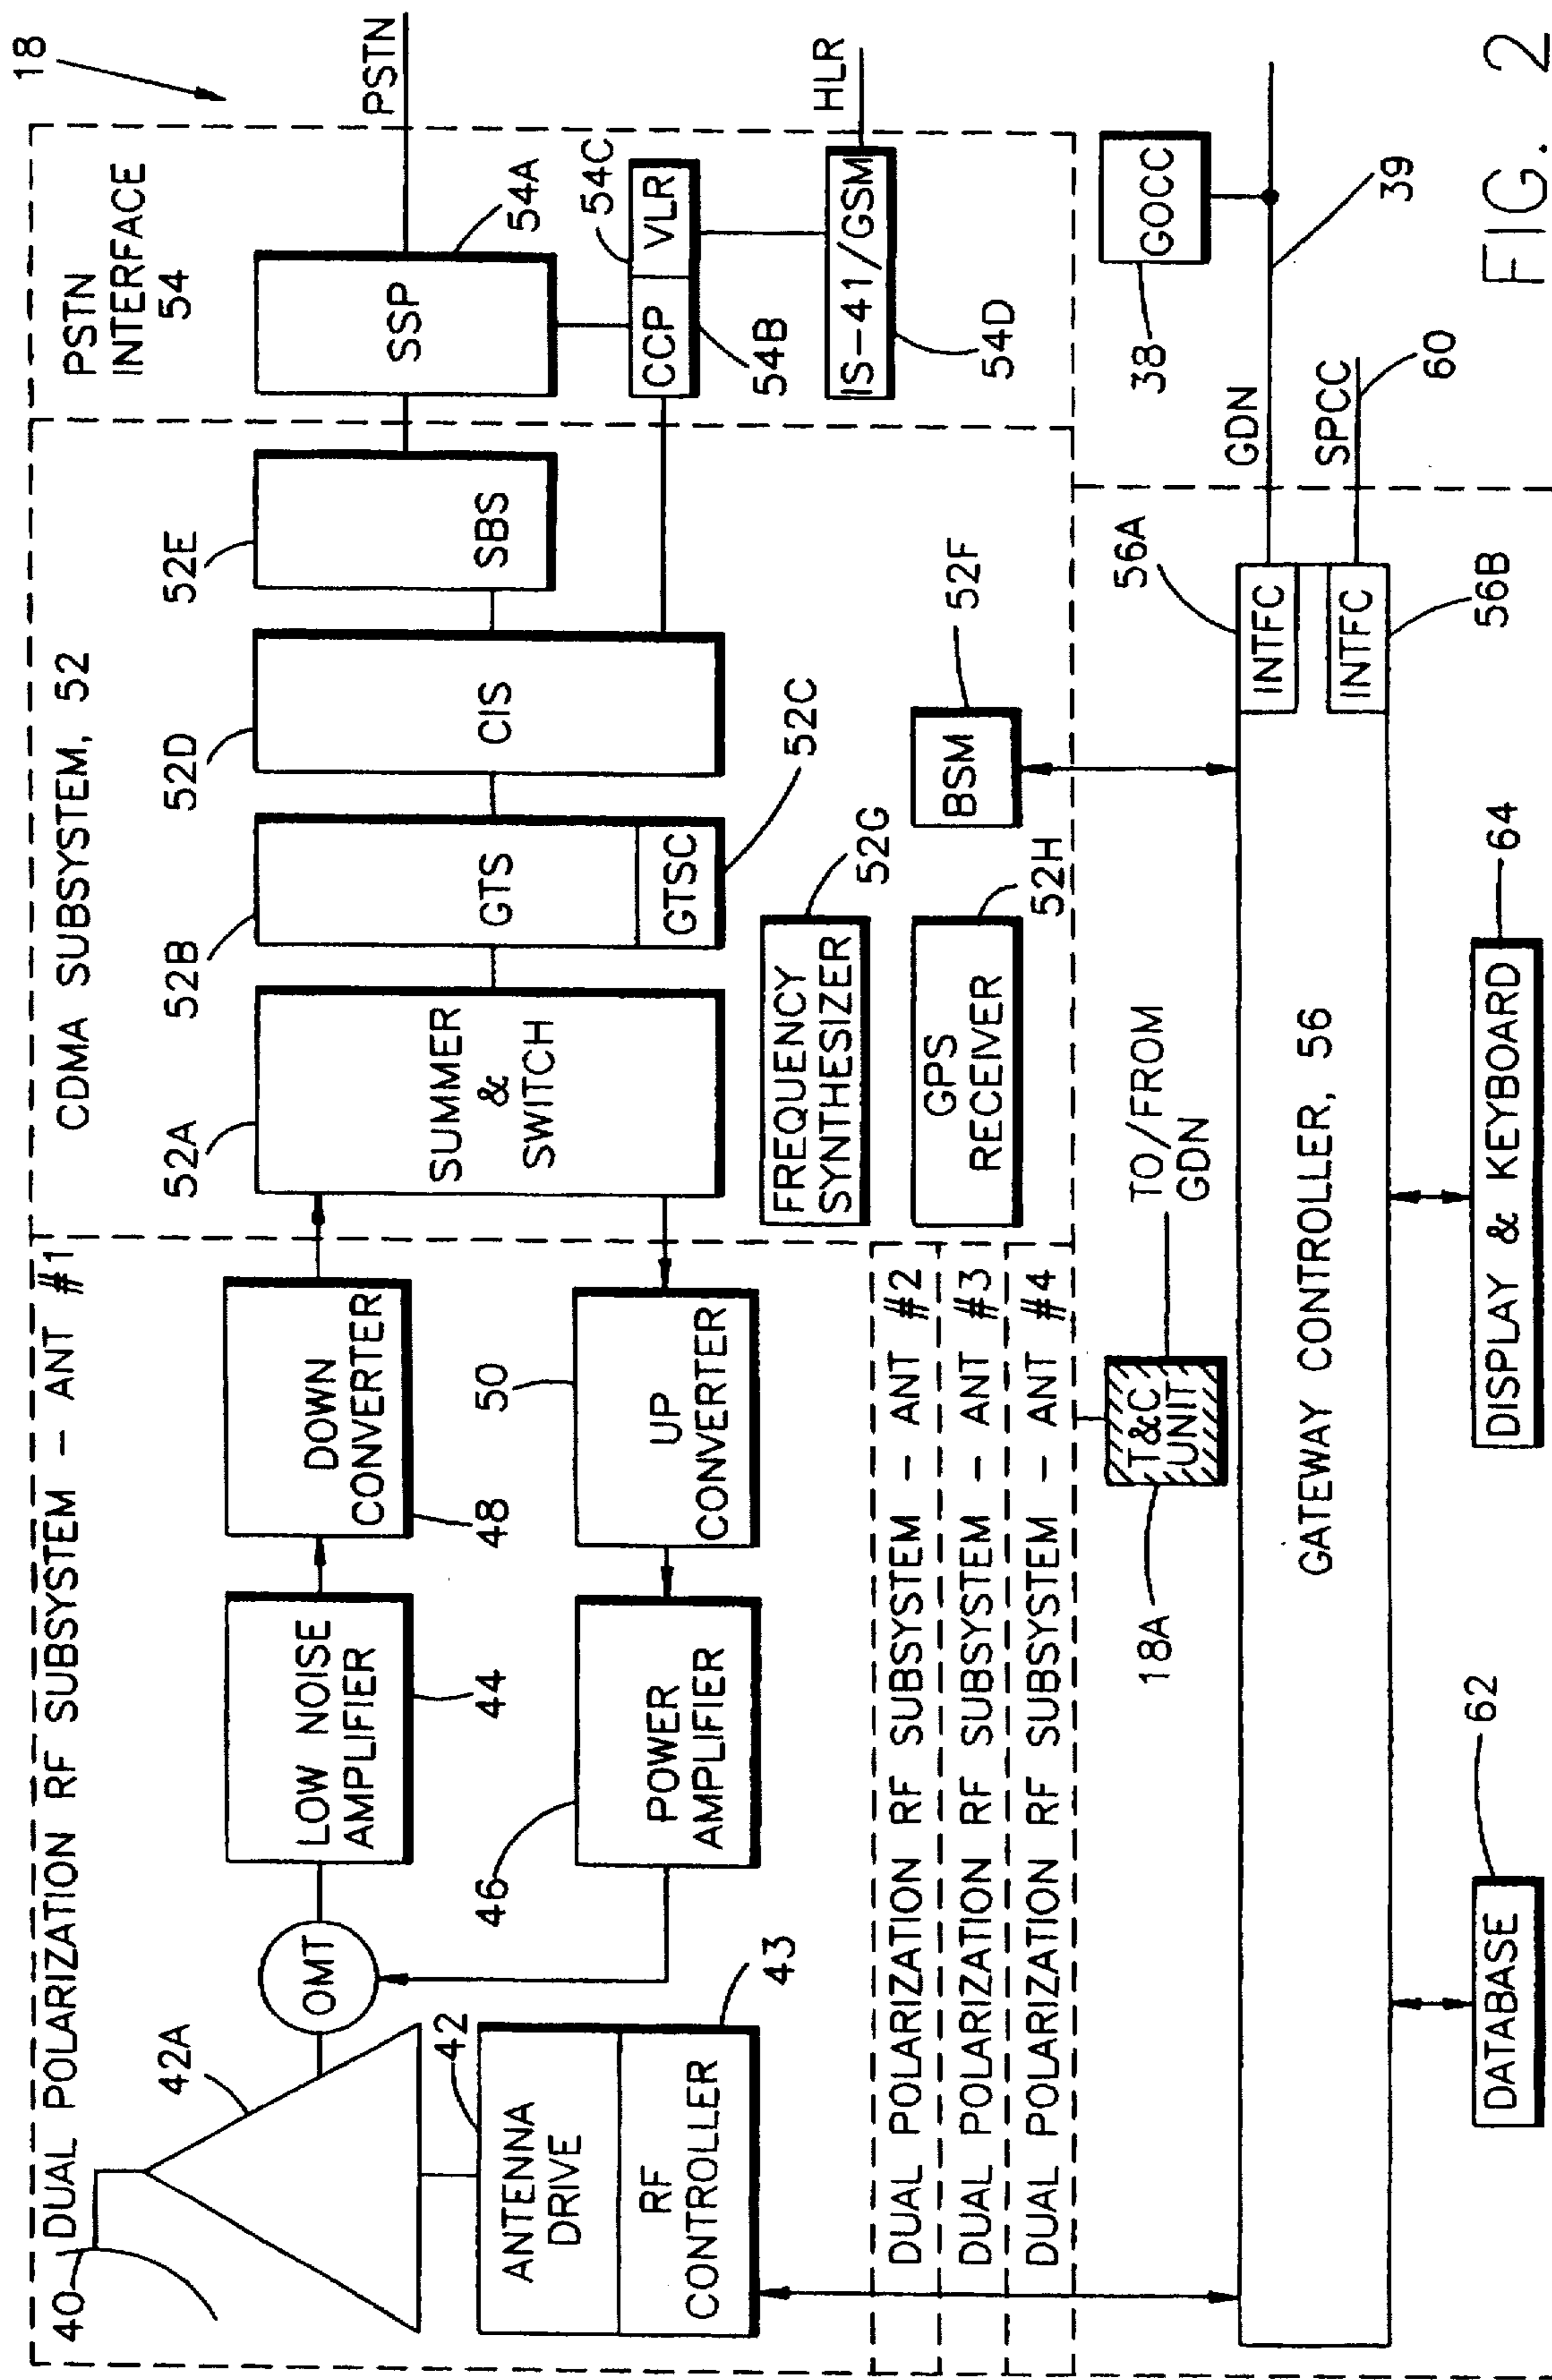 18
DUAL POLARIZATION RF SUBSYSTEM - ANT #1
CDMA SUBSYSTEM, 52
PSTN
INTERFACE
54
PSTN
40
42A
OMT
LOW NOISE
AMPLIFIER
44
DOWN
CONVERTER
48
52A
SUMMER
&
SWITCH
52B
GTS
GTSC
52C
52D
CIS
52E
SBS
SSP
54A
54C
CCP
VLR
54B
HLR
IS-41/GSM
54D
42
ANTENNA
DRIVE
RF
CONTROLLER
43
46
POWER
AMPLIFIER
50
UP
CONVERTER
FREQUENCY
SYNTHESIZER
52G
GPS
RECEIVER
52H
BSM
52F
DUAL POLARIZATION RF SUBSYSTEM - ANT #2
DUAL POLARIZATION RF SUBSYSTEM - ANT #3
DUAL POLARIZATION RF SUBSYSTEM - ANT #4
18A
T&C
UNIT
TO/FROM
GDN
38
GOCC
GDN
39
56A
INTFC
SPCC
60
INTFC
56B
GATEWAY CONTROLLER, 56
62
DATABASE
DISPLAY & KEYBOARD
64
FIG. 2